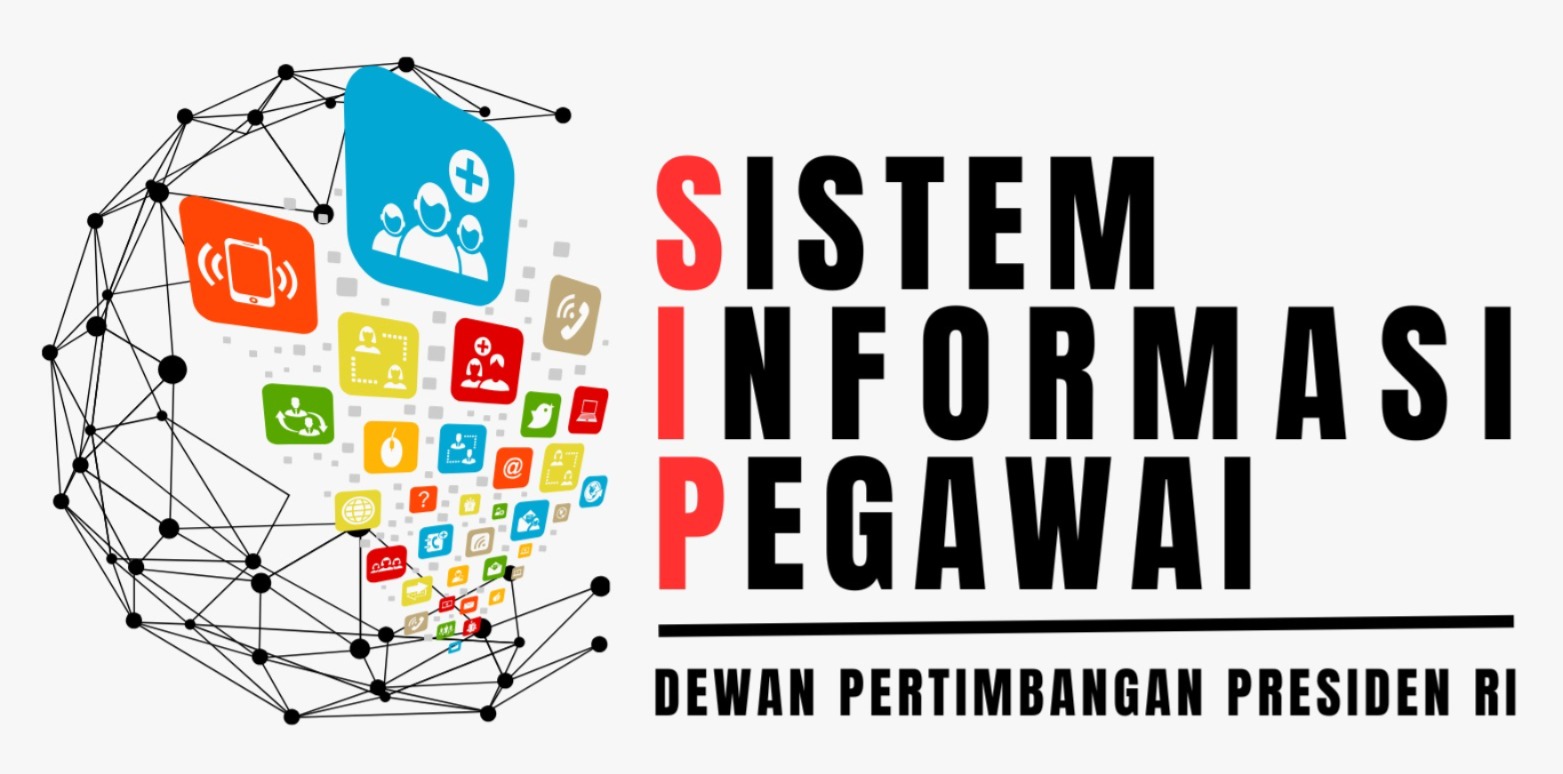 SISTEM
INFORMASI
PEGAWAI
DEWAN PERTIMBANGAN PRESIDEN RI